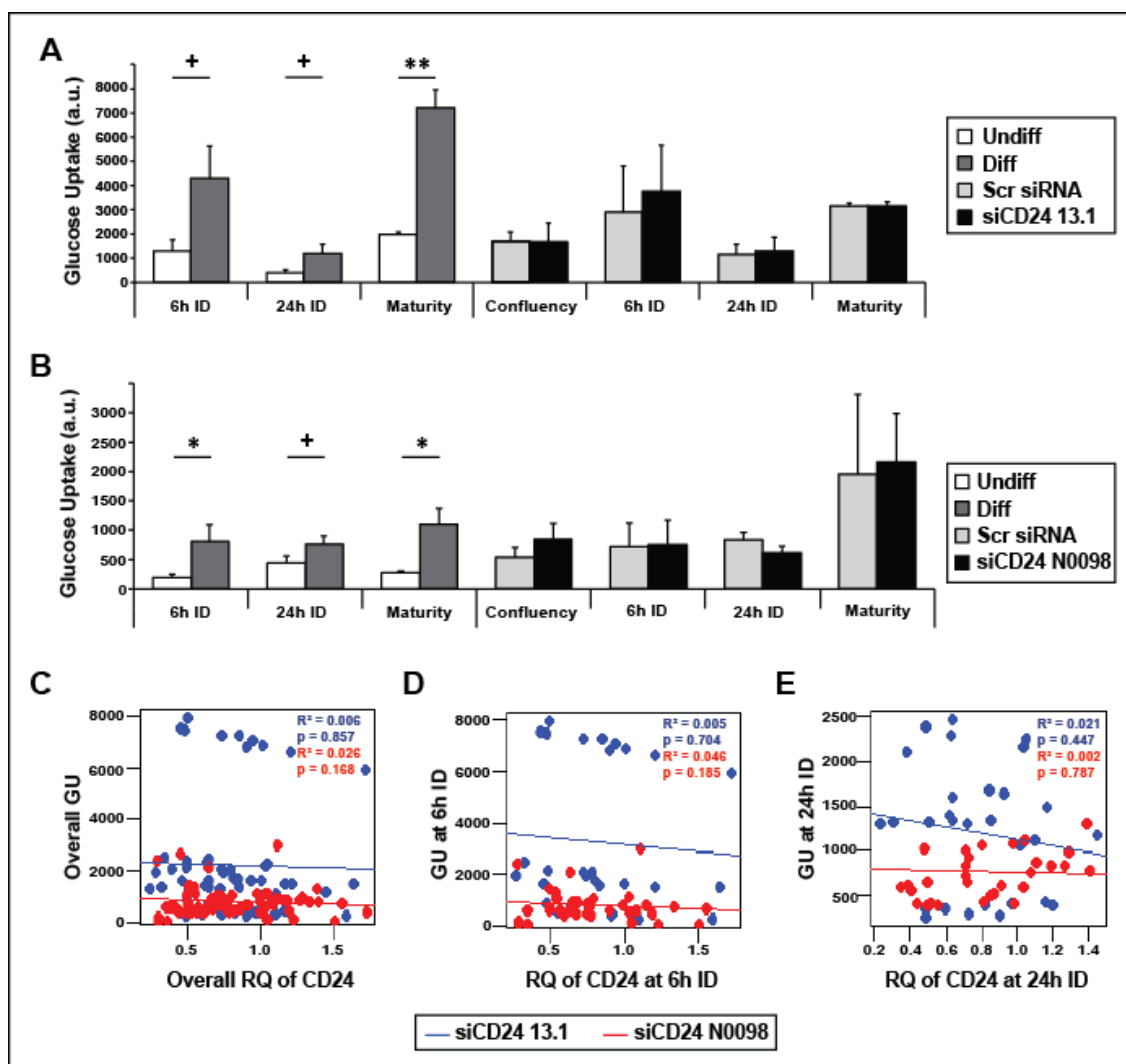 A
Glucose Uptake (a.u.)
8000
7000
6000
5000
4000
3000
2000
1000
0
+
+
**
6h ID
24h ID
Maturity
Confluency
6h ID
24h ID
Maturity
Undiff
Diff
Scr siRNA
siCD24 13.1
B
Glucose Uptake (a.u.)
3000
2500
2000
1500
1000
500
0
*
+
*
6h ID
24h ID
Maturity
Confluency
6h ID
24h ID
Maturity
Undiff
Diff
Scr siRNA
siCD24 N0098
C
Overall GU
8000
6000
4000
2000
0
R² = 0.006
p = 0.857
R² = 0.026
p = 0.168
0.5 1.0 1.5
Overall RQ of CD24
D
GU at 6h ID
8000
6000
4000
2000
0
R² = 0.005
p = 0.704
R² = 0.046
p = 0.185
0.5 1.0 1.5
RQ of CD24 at 6h ID
E
GU at 24h ID
2500
2000
1500
1000
500
0
R² = 0.021
p = 0.447
R² = 0.002
p = 0.787
0.2 0.4 0.6 0.8 1.0 1.2 1.4
RQ of CD24 at 24h ID
siCD24 13.1 siCD24 N0098